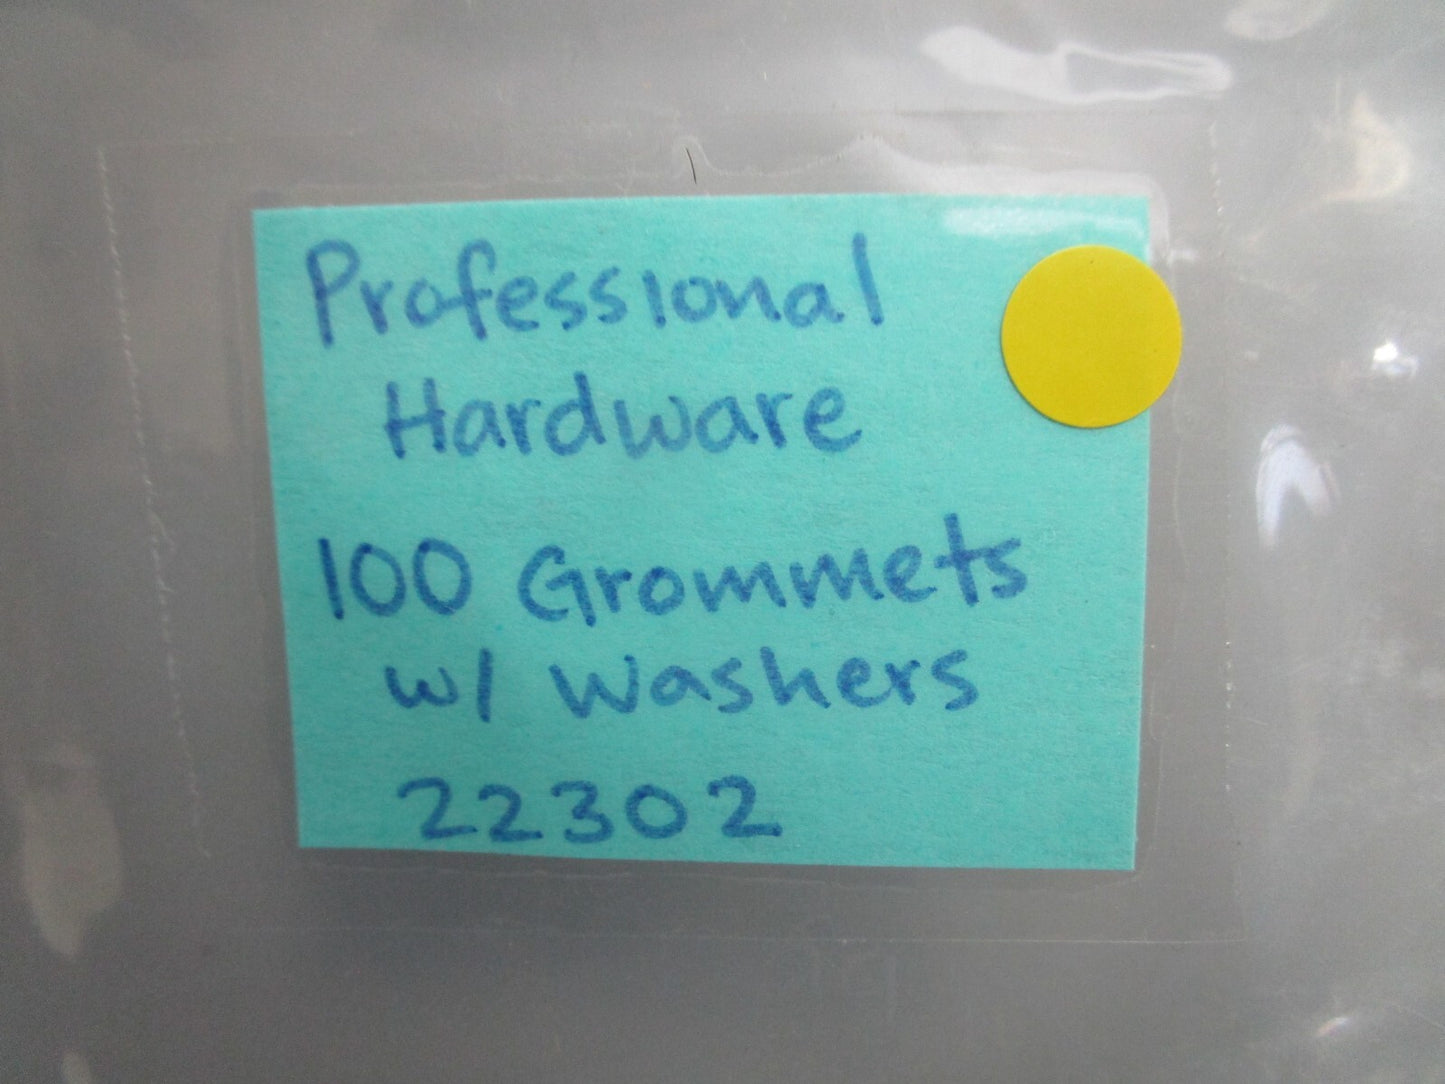 Professional
Hardware
100 Grommets
w/ Washers
22302